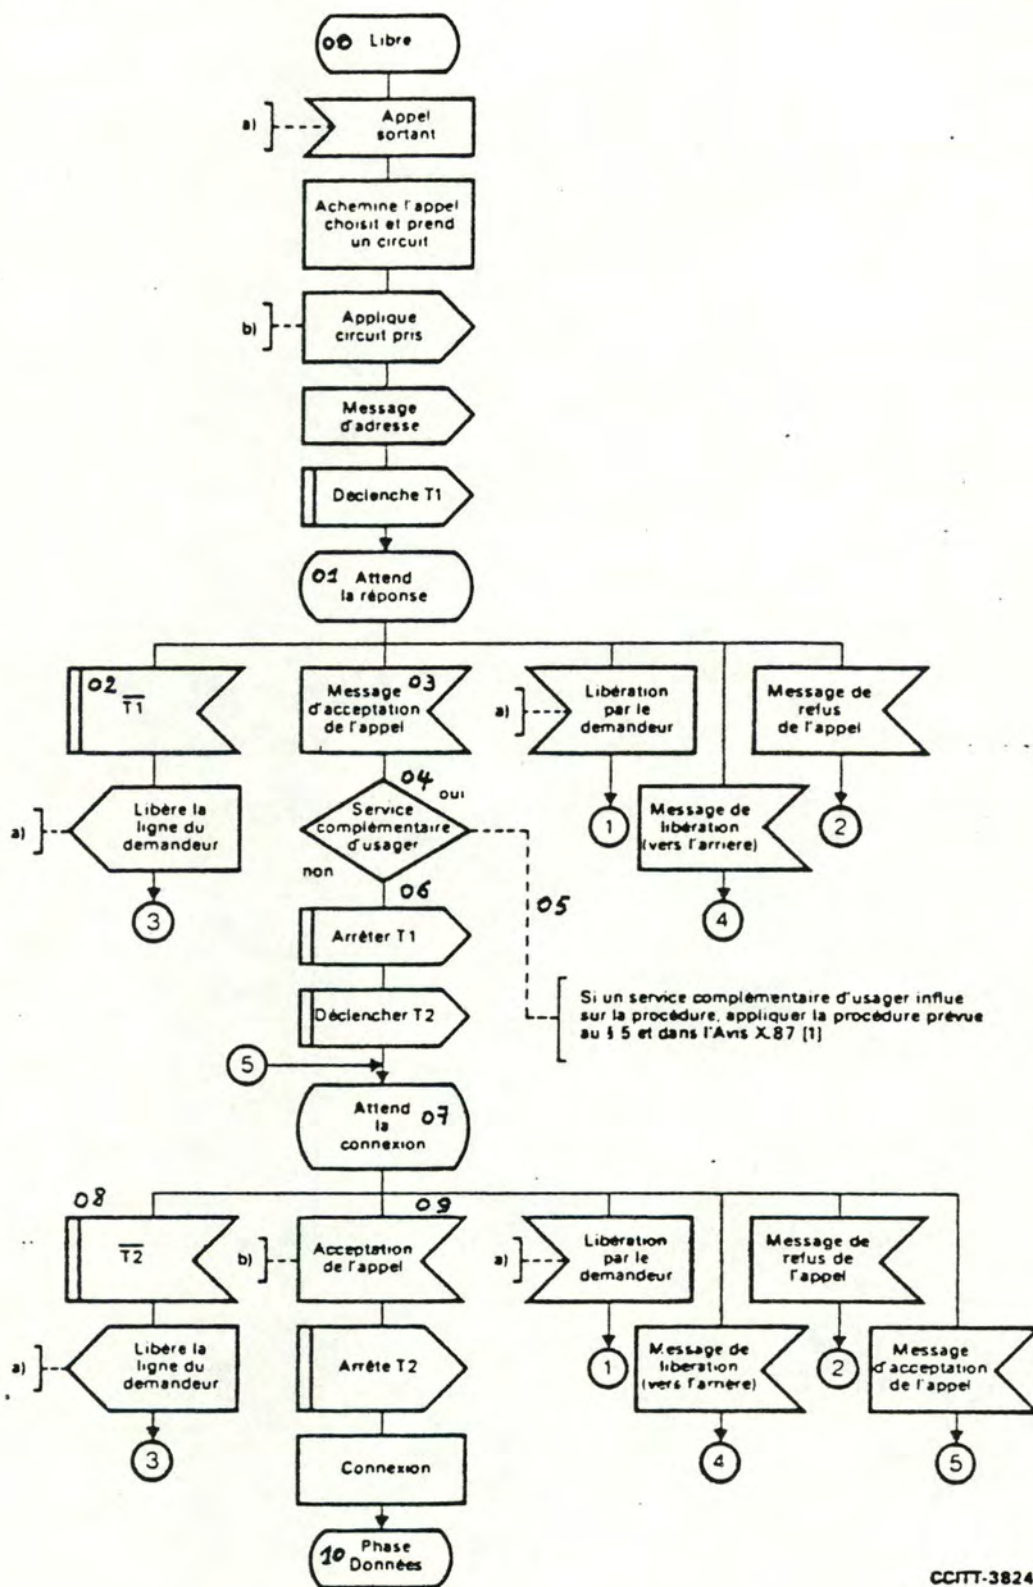 00 Libre
a)
Appel
sortant
Achemine l'appel
choisit et prend
un circuit
b)
Applique
circuit pris
Message
d'adresse
Déclenche T1
01 Attend
la réponse
02
T1
Message 03
d'acceptation
de l'appel
a)
Libération
par le
demandeur
Message de
refus
de l'appel
a)
Libère la
ligne du
demandeur
04
oui
Service
complémentaire
d'usager
non
1
Message de
libération
(vers l'arrière)
2
3
4
05
06
Arrêter T1
Déclencher T2
Si un service complémentaire d'usager influe
sur la procédure, appliquer la procédure prévue
au § 5 et dans l'Avis X.87 [1]
5
Attend 07
la
connexion
08
T2
09
b)
Acceptation
de l'appel
a)
Libération
par le
demandeur
Message de
refus de
l'appel
a)
Libère la
ligne du
demandeur
Arrête T2
1
Message de
libération
(vers l'arrière)
2
Message
d'acceptation
de l'appel
3
Connexion
4
5
10 Phase
Données
CCITT-3824